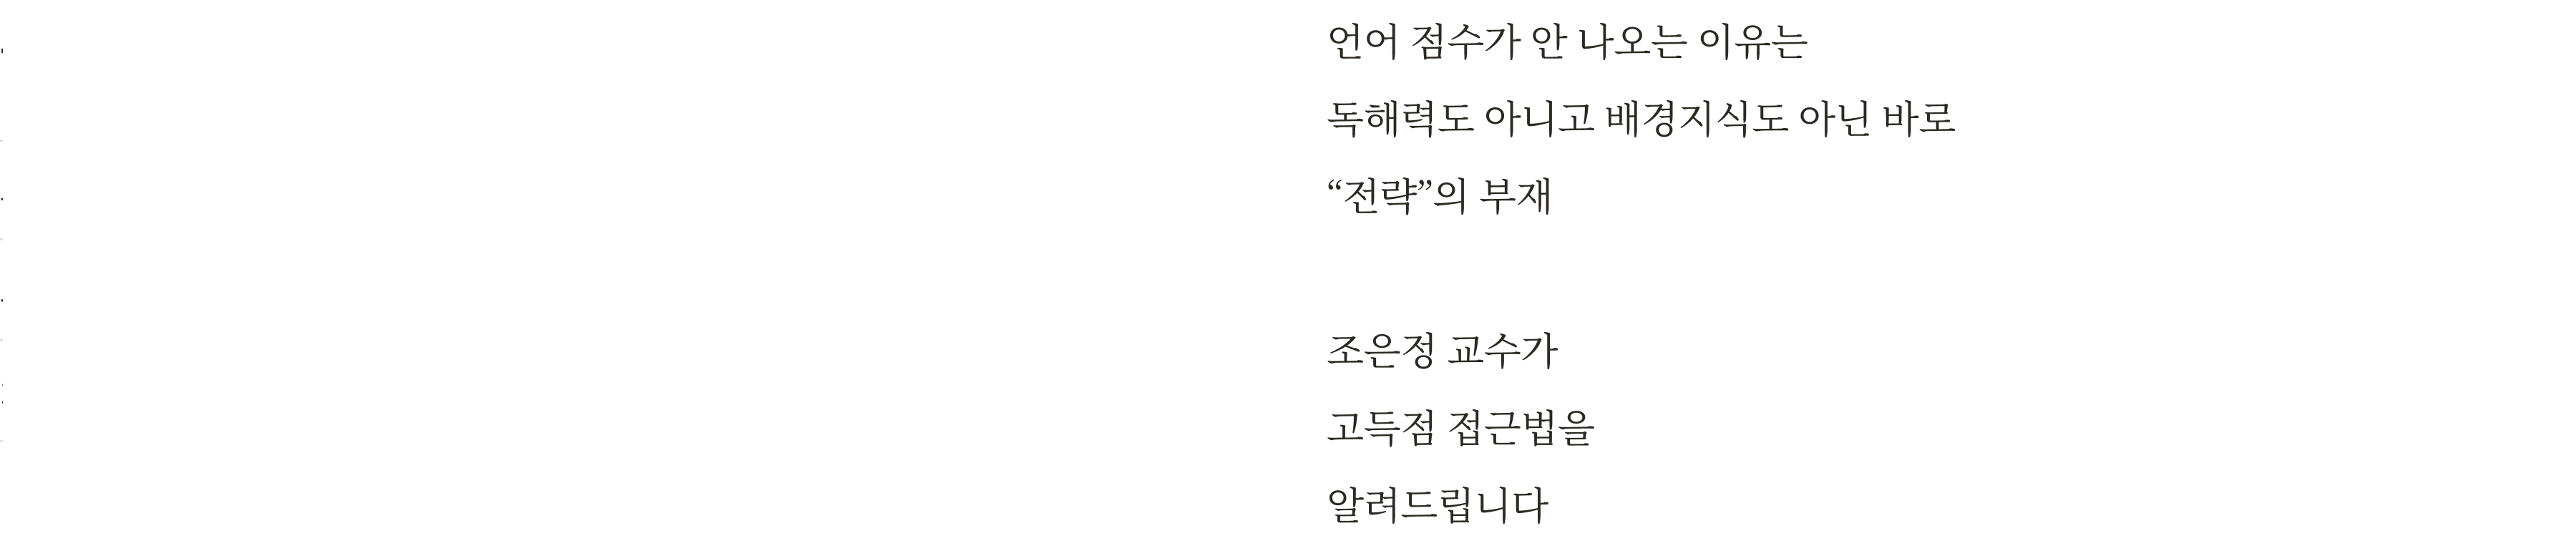 언어 점수가 안 나오는 이유는
독해력도 아니고 배경지식도 아닌 바로
“전략”의 부재
조은정 교수가
고득점 접근법을
알려드립니다